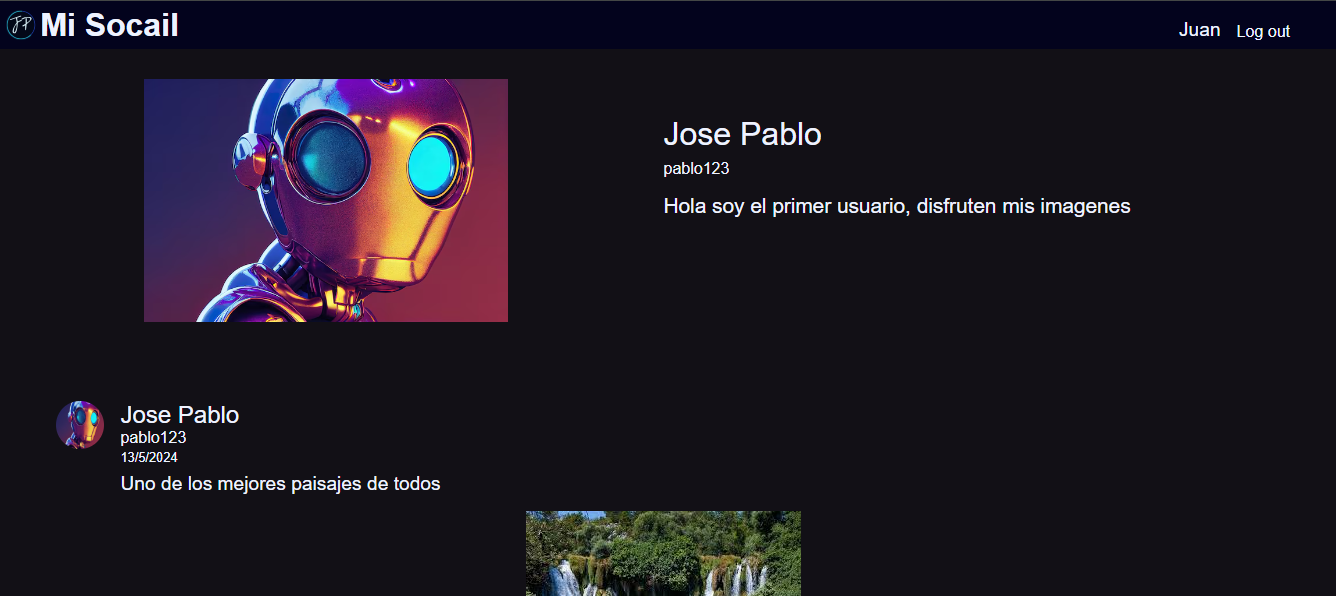 JP Mi Socail
Juan Log out
Jose Pablo
pablo123
Hola soy el primer usuario, disfruten mis imagenes
Jose Pablo
pablo123
13/5/2024
Uno de los mejores paisajes de todos